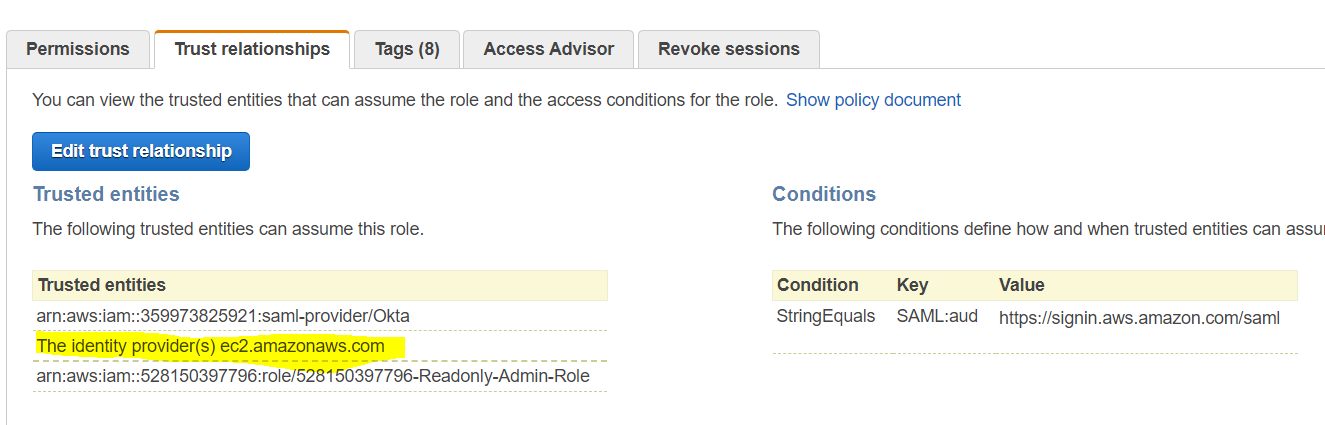 Permissions Trust relationships Tags (8) Access Advisor Revoke sessions
You can view the trusted entities that can assume the role and the access conditions for the role. Show policy document
Edit trust relationship
Trusted entities
The following trusted entities can assume this role.
Trusted entities
arn:aws:iam::359973825921:saml-provider/Okta
The identity provider(s) ec2.amazonaws.com
arn:aws:iam::528150397796:role/528150397796-Readonly-Admin-Role
Conditions
The following conditions define how and when trusted entities can assu
Condition Key Value
StringEquals SAML:aud https://signin.aws.amazon.com/saml